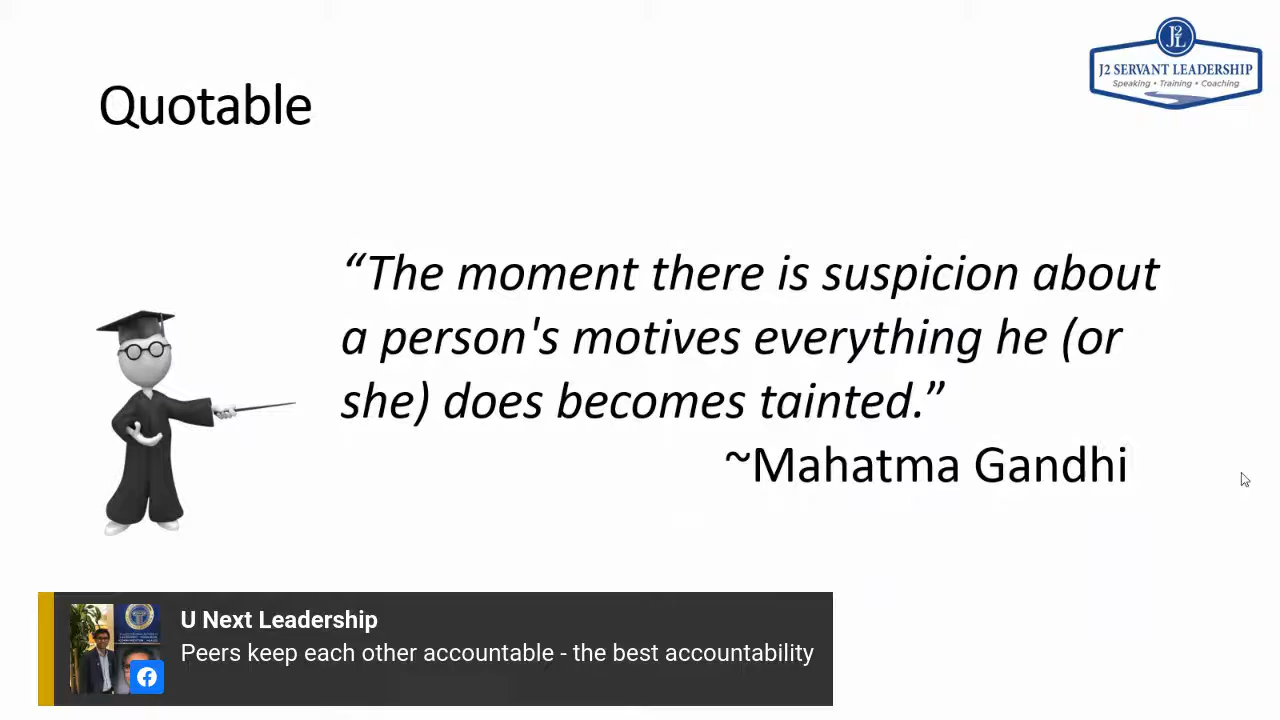 J2L
J2 SERVANT LEADERSHIP
Speaking • Training • Coaching
Quotable
“The moment there is suspicion about
a person's motives everything he (or
she) does becomes tainted.”
~Mahatma Gandhi
U Next Leadership
Peers keep each other accountable - the best accountability